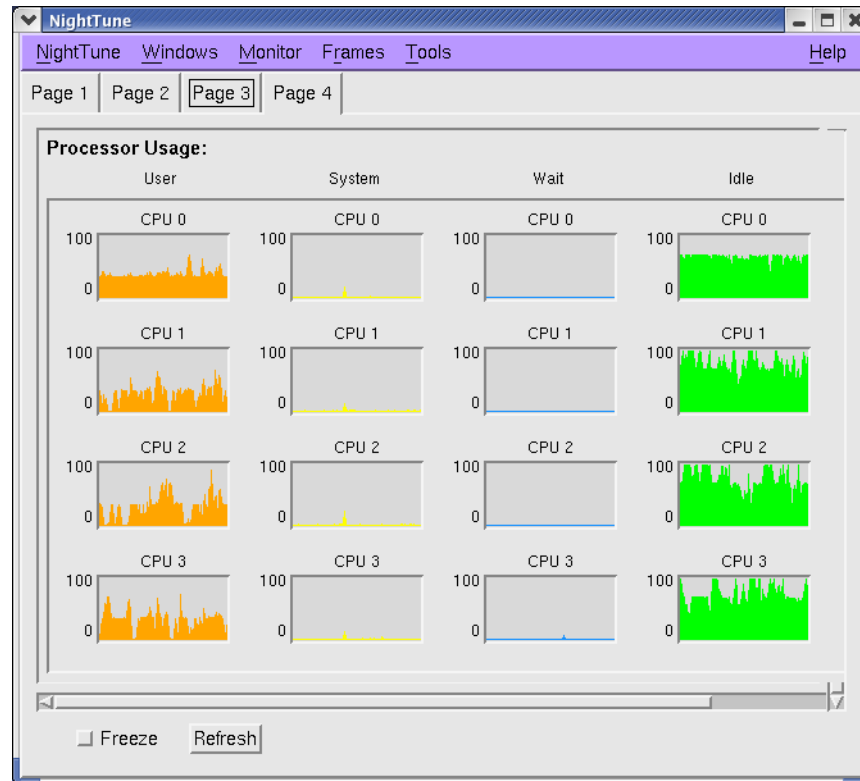 NightTune
NightTune Windows Monitor Frames Tools Help
Page 1 Page 2 Page 3 Page 4
Processor Usage:
User System Wait Idle
CPU 0 CPU 0 CPU 0 CPU 0
100 100 100 100
0 0 0 0
CPU 1 CPU 1 CPU 1 CPU 1
100 100 100 100
0 0 0 0
CPU 2 CPU 2 CPU 2 CPU 2
100 100 100 100
0 0 0 0
CPU 3 CPU 3 CPU 3 CPU 3
100 100 100 100
0 0 0 0
Freeze Refresh